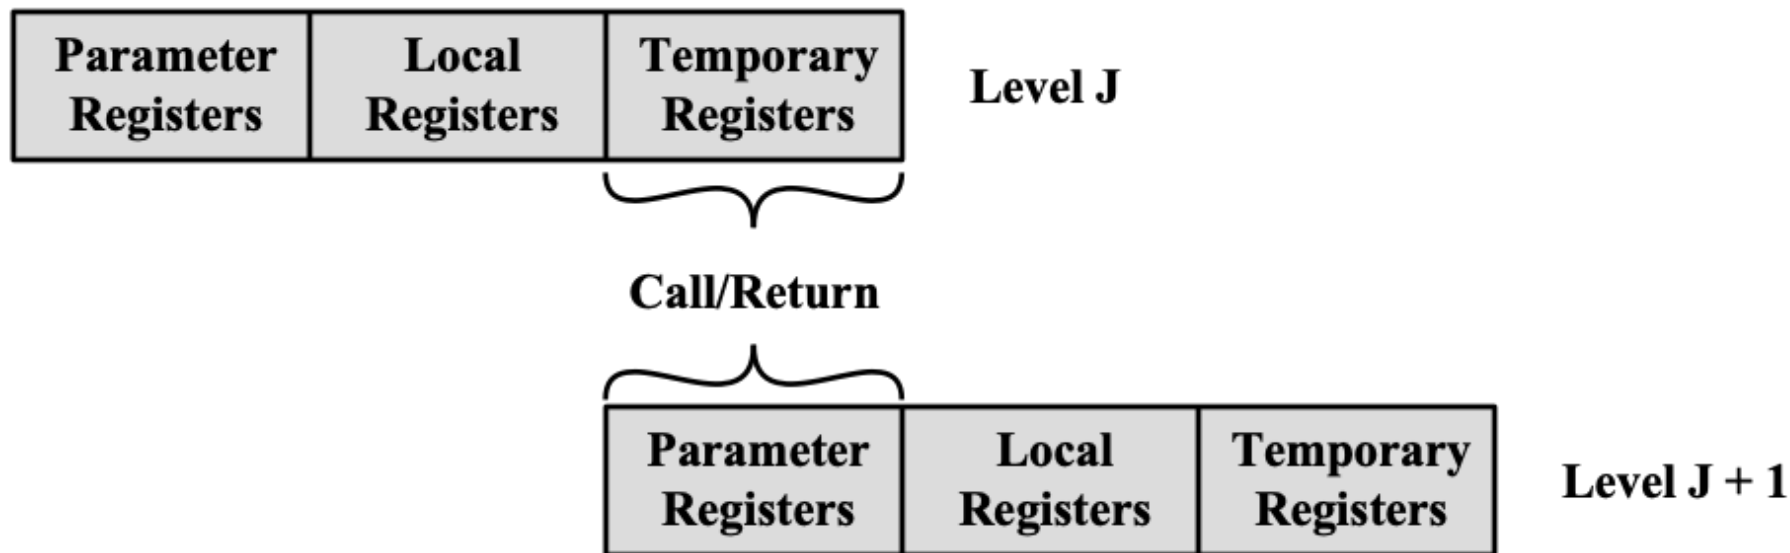 Parameter Registers
Local Registers
Temporary Registers
Level J
Call/Return
Parameter Registers
Local Registers
Temporary Registers
Level J + 1